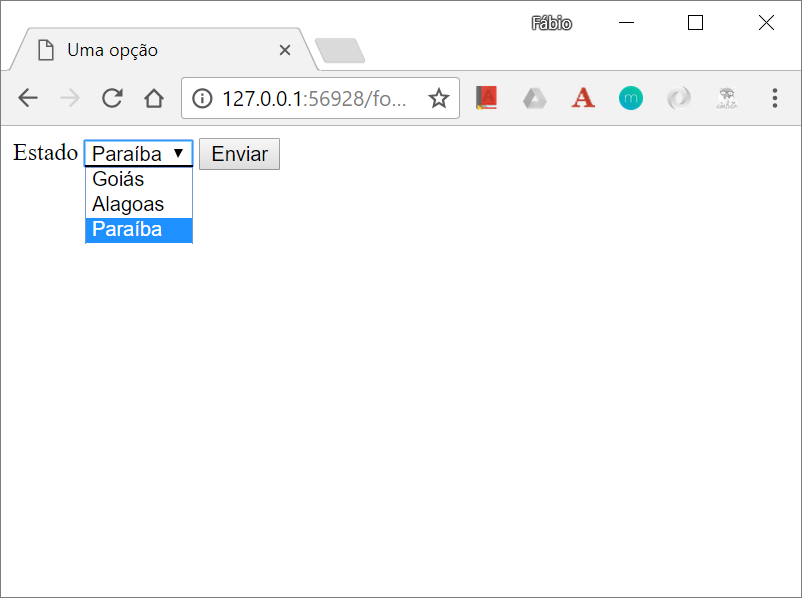 Fábio
Uma opção
127.0.0.1:56928/fo...
Estado Paraíba Enviar
Goiás
Alagoas
Paraíba